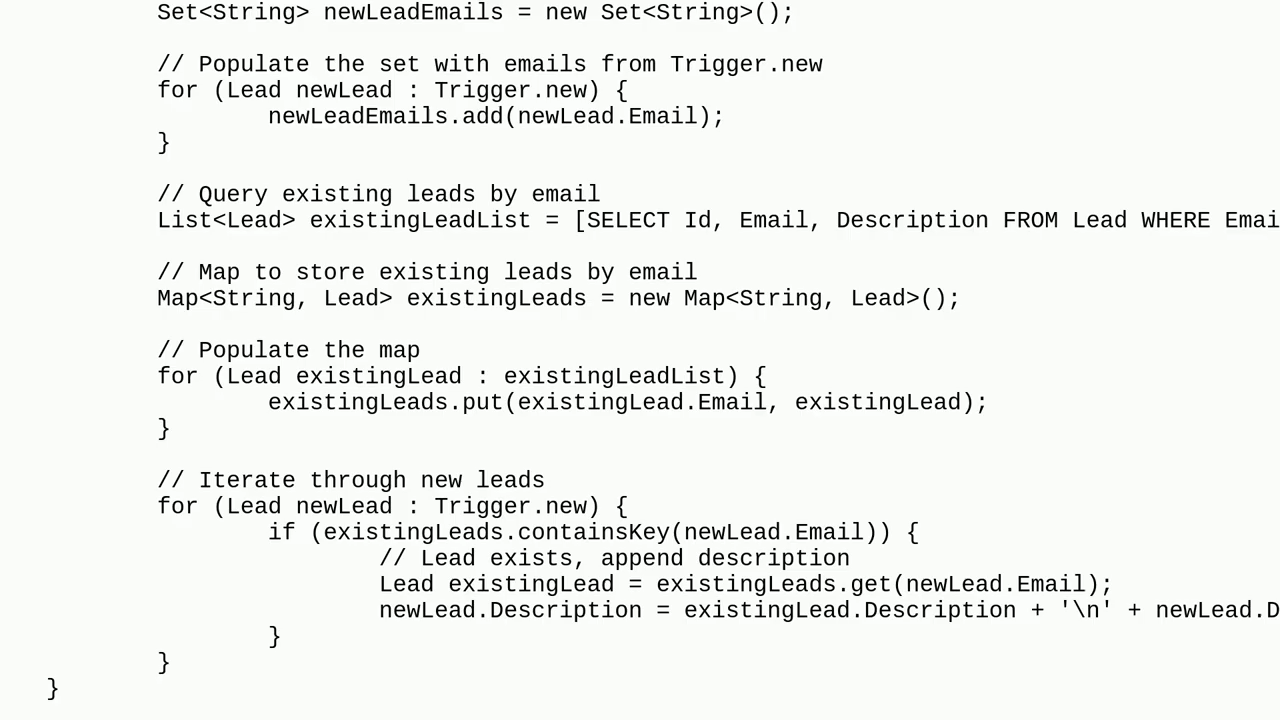 Set<String> newLeadEmails = new Set<String>();
// Populate the set with emails from Trigger.new
for (Lead newLead : Trigger.new) {
newLeadEmails.add(newLead.Email);
}
// Query existing leads by email
List<Lead> existingLeadList = [SELECT Id, Email, Description FROM Lead WHERE Emai
// Map to store existing leads by email
Map<String, Lead> existingLeads = new Map<String, Lead>();
// Populate the map
for (Lead existingLead : existingLeadList) {
existingLeads.put(existingLead.Email, existingLead);
}
// Iterate through new leads
for (Lead newLead : Trigger.new) {
if (existingLeads.containsKey(newLead.Email)) {
// Lead exists, append description
Lead existingLead = existingLeads.get(newLead.Email);
newLead.Description = existingLead.Description + '\n' + newLead.D
}
}
}